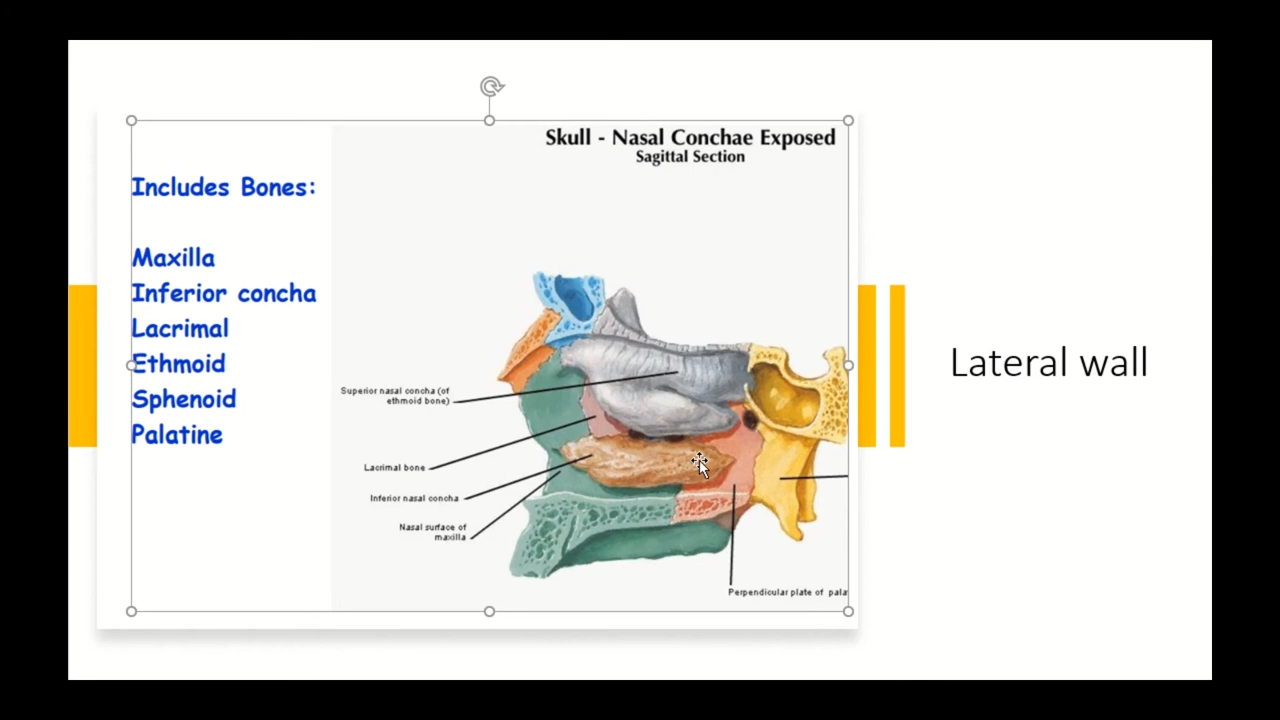 Skull - Nasal Conchae Exposed
Sagittal Section
Includes Bones:
Maxilla
Inferior concha
Lacrimal
Ethmoid
Sphenoid
Palatine
Superior nasal concha (of
ethmoid bone)
Lacrimal bone
Inferior nasal concha
Nasal surface of
maxilla
Perpendicular plate of pala
Lateral wall